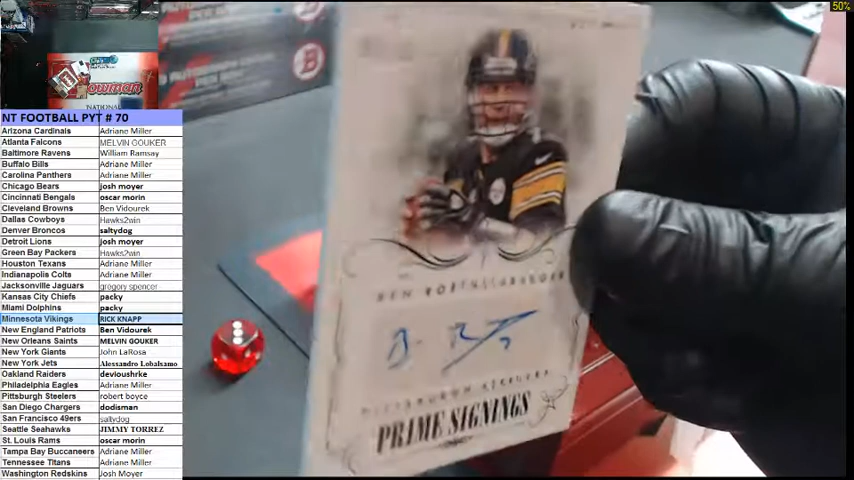 50%
Bowman
NATIONAL
NT FOOTBALL PYT # 70
Arizona Cardinals Adriane Miller
Atlanta Falcons MELVIN GOUKER
Baltimore Ravens William Ramsay
Buffalo Bills Adriane Miller
Carolina Panthers Adriane Miller
Chicago Bears josh moyer
Cincinnati Bengals oscar morin
Cleveland Browns Ben Vidourek
Dallas Cowboys Hawks2win
Denver Broncos saltydog
Detroit Lions josh moyer
Green Bay Packers Hawks2win
Houston Texans Adriane Miller
Indianapolis Colts Adriane Miller
Jacksonville Jaguars gregory spencer
Kansas City Chiefs packy
Miami Dolphins packy
Minnesota Vikings RICK KNAPP
New England Patriots Ben Vidourek
New Orleans Saints MELVIN GOUKER
New York Giants John LaRosa
New York Jets Alessandro Lobalsamo
Oakland Raiders devioushrke
Philadelphia Eagles Adriane Miller
Pittsburgh Steelers robert boyce
San Diego Chargers dodisman
San Francisco 49ers saltydog
Seattle Seahawks JIMMY TORREZ
St. Louis Rams oscar morin
Tampa Bay Buccaneers Adriane Miller
Tennessee Titans Adriane Miller
Washington Redskins Josh Moyer
BEN ROETHLISBERGER
PITTSBURGH STEELERS
PRIME SIGNINGS